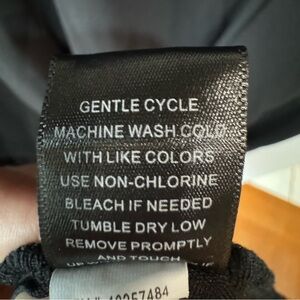 GENTLE CYCLE
MACHINE WASH COLD
WITH LIKE COLORS
USE NON-CHLORINE
BLEACH IF NEEDED
TUMBLE DRY LOW
REMOVE PROMPTLY
AND TOUCH
# 40257484